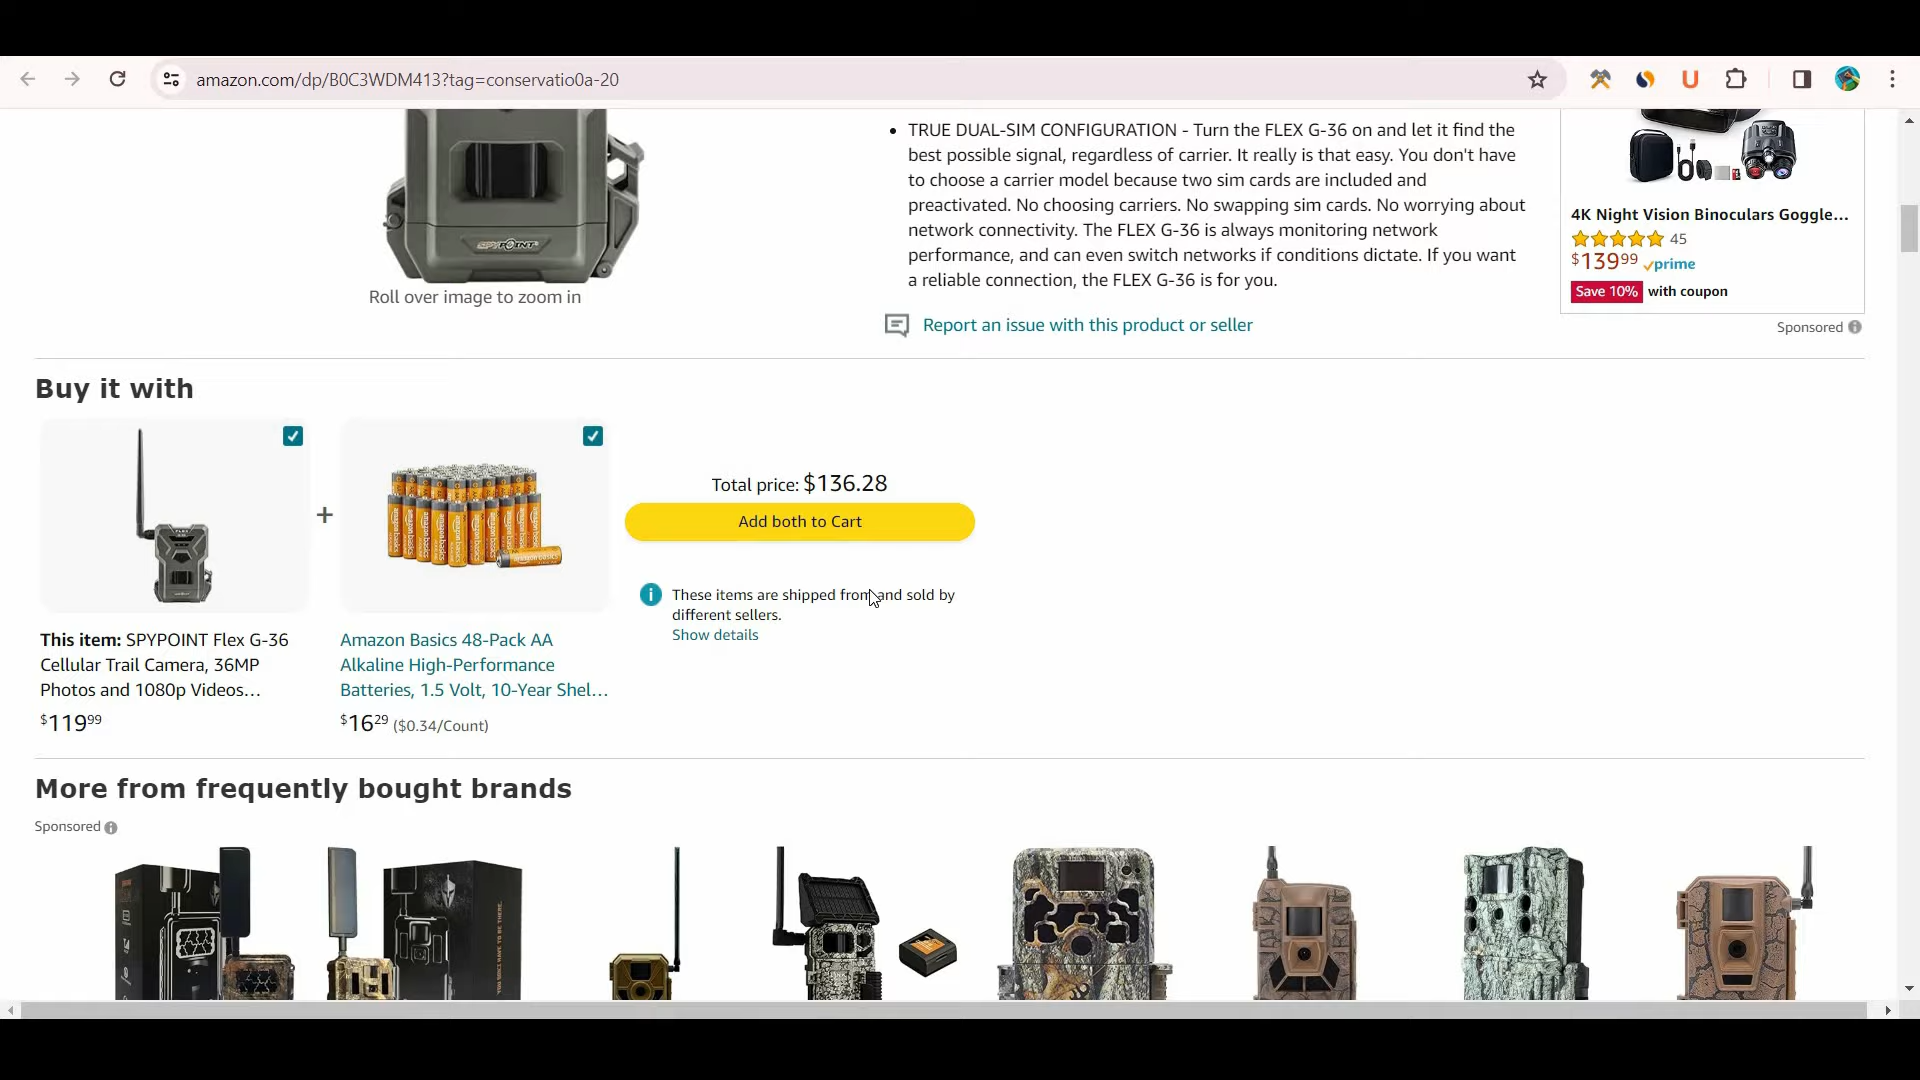 amazon.com/dp/B0C3WDM413?tag=conservatio0a-20
TRUE DUAL-SIM CONFIGURATION - Turn the FLEX G-36 on and let it find the
best possible signal, regardless of carrier. It really is that easy. You don't have
to choose a carrier model because two sim cards are included and
preactivated. No choosing carriers. No swapping sim cards. No worrying about
network connectivity. The FLEX G-36 is always monitoring network
performance, and can even switch networks if conditions dictate. If you want
a reliable connection, the FLEX G-36 is for you.
SPYPOINT
Roll over image to zoom in
Report an issue with this product or seller
4K Night Vision Binoculars Goggle...
45
$139.99 prime
Save 10% with coupon
Sponsored
Buy it with
amazon basics
+
Total price: $136.28
Add both to Cart
These items are shipped from and sold by
different sellers.
Show details
This item: SPYPOINT Flex G-36
Cellular Trail Camera, 36MP
Photos and 1080p Videos...
$119.99
Amazon Basics 48-Pack AA
Alkaline High-Performance
Batteries, 1.5 Volt, 10-Year Shel...
$16.29 ($0.34/Count)
More from frequently bought brands
Sponsored